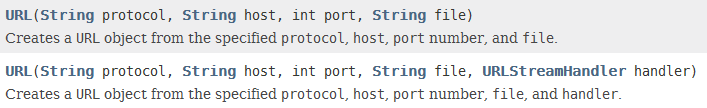 URL(String protocol, String host, int port, String file)
Creates a URL object from the specified protocol, host, port number, and file.
URL(String protocol, String host, int port, String file, URLStreamHandler handler)
Creates a URL object from the specified protocol, host, port number, file, and handler.